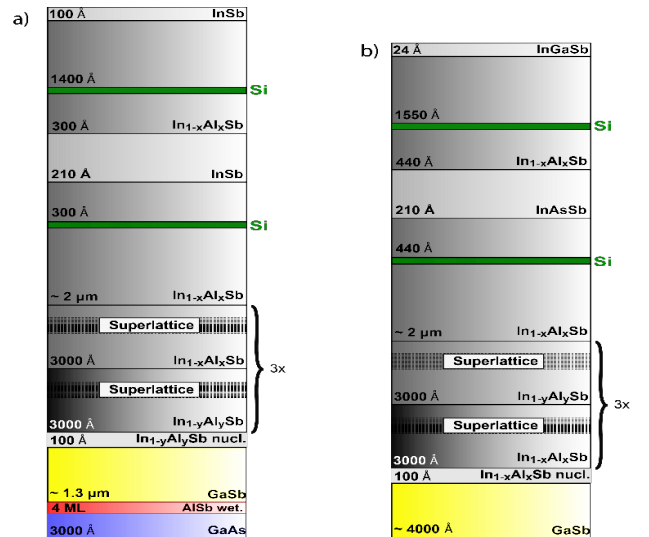 a)
100 Å InSb
1400 Å
Si
300 Å In1-xAlxSb
210 Å InSb
300 Å
Si
~ 2 µm In1-xAlxSb
Superlattice
3000 Å In1-xAlxSb
3x
Superlattice
3000 Å In1-yAlySb
100 Å In1-yAlySb nucl.
~ 1.3 µm GaSb
4 ML AlSb wet.
3000 Å GaAs
b)
24 Å InGaSb
1550 Å
Si
440 Å In1-xAlxSb
210 Å InAsSb
440 Å
Si
~ 2 µm In1-xAlxSb
Superlattice
3000 Å In1-yAlySb
3x
Superlattice
3000 Å In1-xAlxSb
100 Å In1-xAlxSb nucl.
~ 4000 Å GaSb